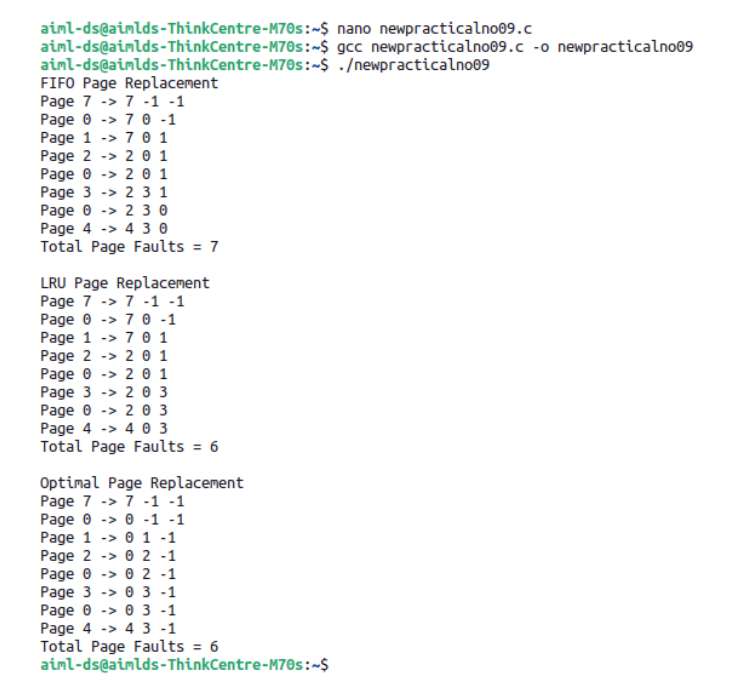 aiml-ds@aimlds-ThinkCentre-M70s:~$ nano newpracticalno09.c
aiml-ds@aimlds-ThinkCentre-M70s:~$ gcc newpracticalno09.c -o newpracticalno09
aiml-ds@aimlds-ThinkCentre-M70s:~$ ./newpracticalno09
FIFO Page Replacement
Page 7 -> 7 -1 -1
Page 0 -> 7 0 -1
Page 1 -> 7 0 1
Page 2 -> 2 0 1
Page 0 -> 2 0 1
Page 3 -> 2 3 1
Page 0 -> 2 3 0
Page 4 -> 4 3 0
Total Page Faults = 7

LRU Page Replacement
Page 7 -> 7 -1 -1
Page 0 -> 7 0 -1
Page 1 -> 7 0 1
Page 2 -> 2 0 1
Page 0 -> 2 0 1
Page 3 -> 2 0 3
Page 0 -> 2 0 3
Page 4 -> 4 0 3
Total Page Faults = 6

Optimal Page Replacement
Page 7 -> 7 -1 -1
Page 0 -> 0 -1 -1
Page 1 -> 0 1 -1
Page 2 -> 0 2 -1
Page 0 -> 0 2 -1
Page 3 -> 0 3 -1
Page 0 -> 0 3 -1
Page 4 -> 4 3 -1
Total Page Faults = 6
aiml-ds@aimlds-ThinkCentre-M70s:~$